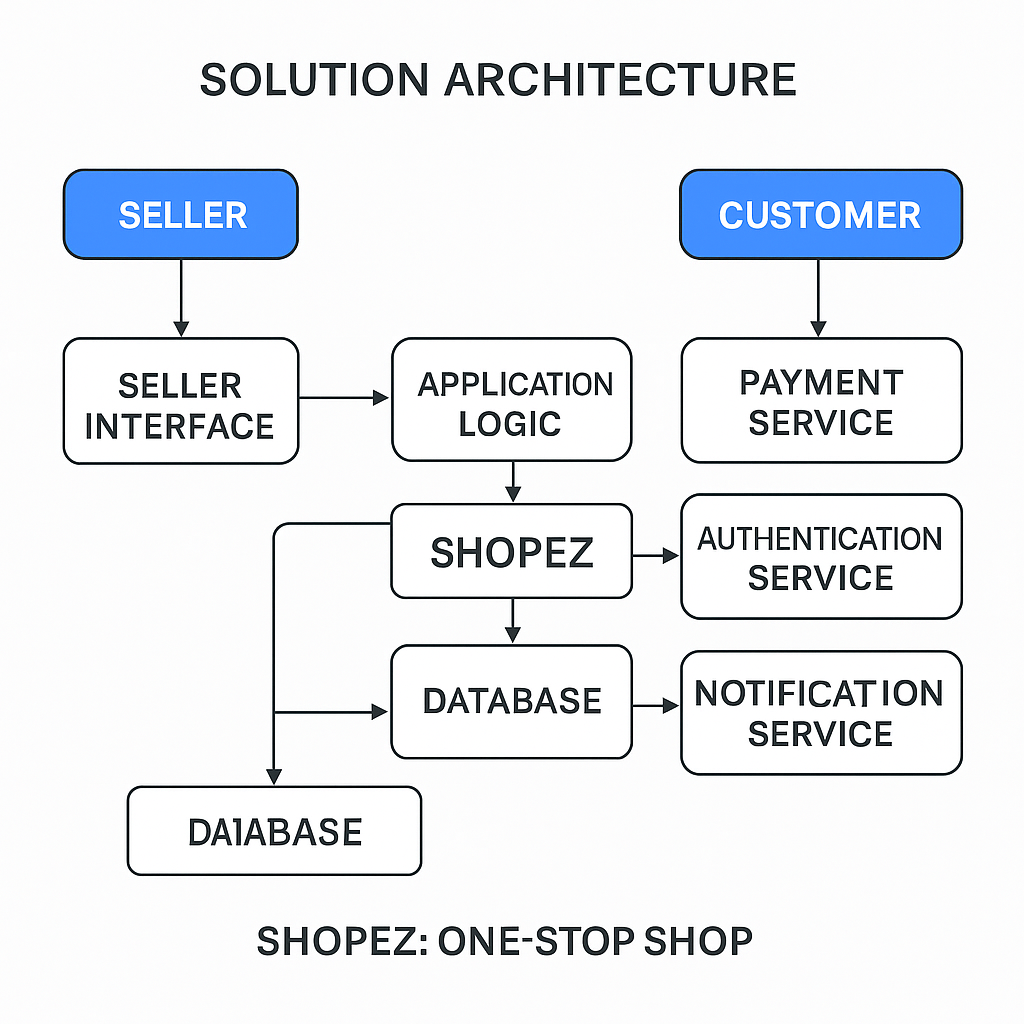 SOLUTION ARCHITECTURE
SELLER
CUSTOMER
SELLER
INTERFACE
APPLICATION
LOGIC
PAYMENT
SERVICE
SHOPEZ
AUTHENTICATION
SERVICE
DATABASE
NOTIFICATION
SERVICE
DA1ABASE
SHOPEZ: ONE-STOP SHOP